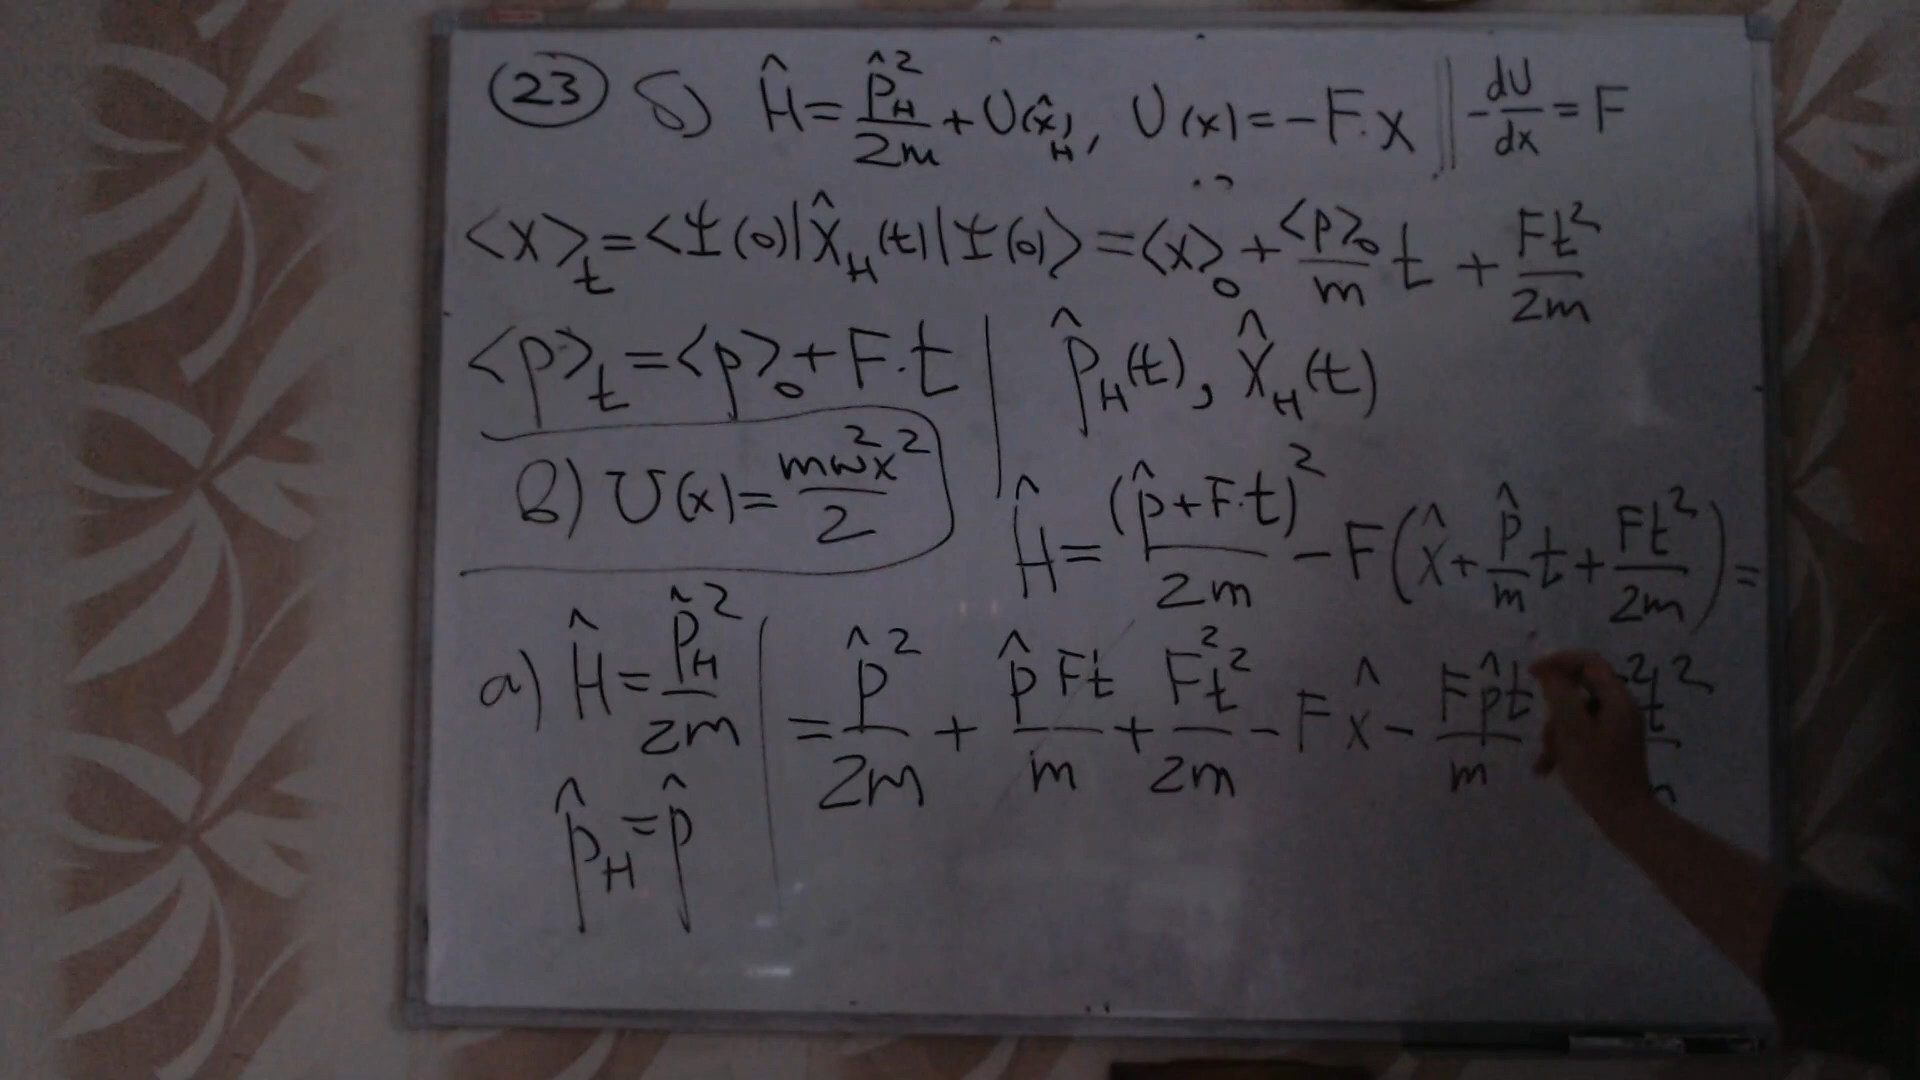 23 б) Ĥ = p̂_H²/2m + U(x̂_H), U(x) = -F·x || -dU/dx = F
<x>_t = <Ψ(0)|x̂_H(t)|Ψ(0)> = <x>_0 + <p>_0/m t + Ft²/2m
<p>_t = <p>_0 + F·t | p̂_H(t), x̂_H(t)
в) U(x) = mω²x²/2
Ĥ = (p̂+F·t)²/2m - F(x̂ + p̂/m t + Ft²/2m) =
а) Ĥ = p̂_H²/2m
= p̂²/2m + p̂Ft/m + F²t²/2m - Fx̂ - Fp̂t/m
p̂_H = p̂